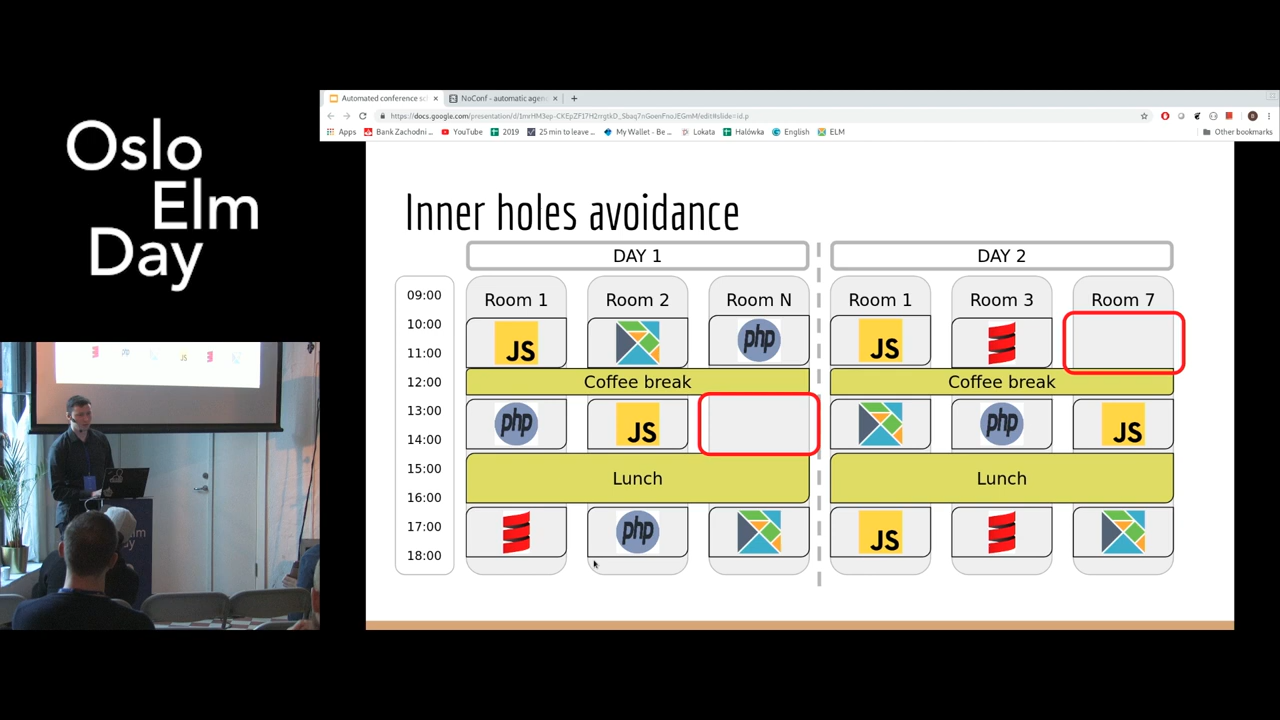 Oslo
Elm
Day
Automated conference sc
NoConf - automatic agen
https://docs.google.com/presentation/d/1mrHM3ep-CKEpZF17H2rrgtkD_Sbaq7nGoenFnoJEGmM/edit#slide=id.p
Apps
Bank Zachodni ...
YouTube
2019
25 min to leave ...
My Wallet - Be ...
Lokata
Halówka
English
ELM
Other bookmarks
Inner holes avoidance
DAY 1
DAY 2
09:00
10:00
11:00
12:00
13:00
14:00
15:00
16:00
17:00
18:00
Room 1
Room 2
Room N
Room 1
Room 3
Room 7
JS
php
JS
Coffee break
Coffee break
php
JS
php
JS
Lunch
Lunch
php
JS